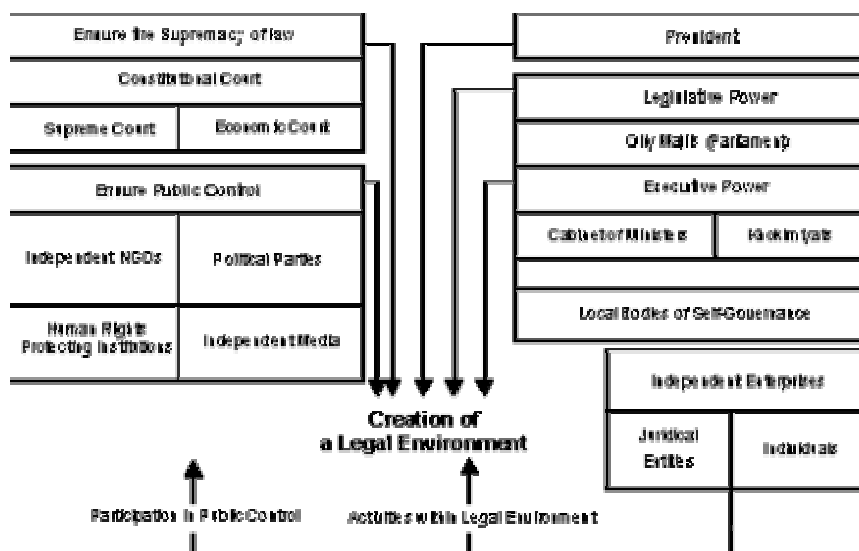 Ensure the Supremacy of law
Constitutional Court
Supreme Court
Economic Court
Ensure Public Control
Independent NGOs
Political Parties
Human Rights
Protecting Institutions
Independent Media
President
Legislative Power
Oliy Majlis (Parliament)
Executive Power
Cabinet of Ministers
Khokimiyats
Local Bodies of Self-Governance
Independent Enterprizes
Juridical
Entities
Individuals
Creation of
a Legal Environment
Participation in Public Control
Activities within Legal Environment